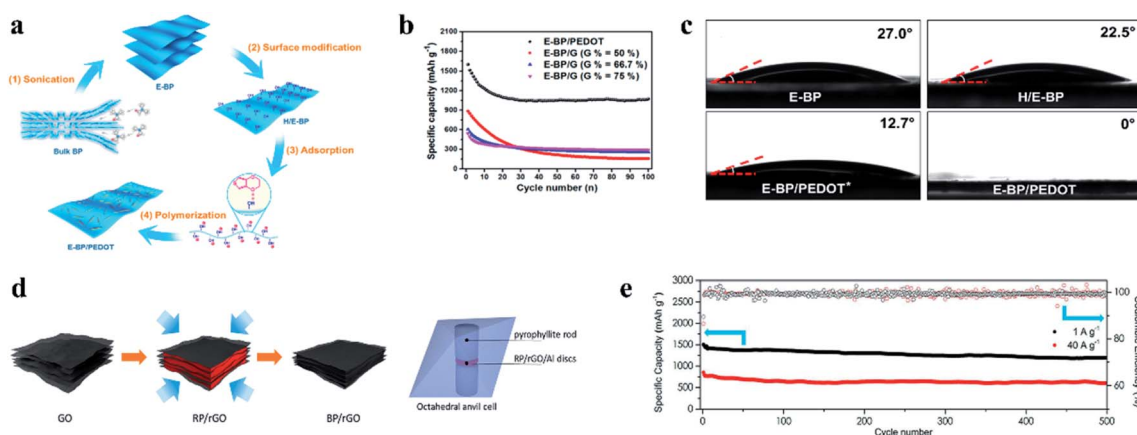 a
(1) Sonication
E-BP
(2) Surface modification
Bulk BP
H/E-BP
(3) Adsorption
OH
(4) Polymerization
E-BP/PEDOT
b
Specific capacity (mAh g⁻¹)
1500
1200
900
600
300
0
0 10 20 30 40 50 60 70 80 90 100
Cycle number (n)
E-BP/PEDOT
E-BP/G (G % = 50 %)
E-BP/G (G % = 66.7 %)
E-BP/G (G % = 75 %)
c
27.0°
E-BP
22.5°
H/E-BP
12.7°
E-BP/PEDOT*
0°
E-BP/PEDOT
d
GO
RP/rGO
BP/rGO
pyrophyllite rod
RP/rGO/Al discs
Octahedral anvil cell
e
Specific Capacity (mAh g⁻¹)
3000
2500
2000
1500
1000
500
0
0 100 200 300 400 500
Cycle number
1 A g⁻¹
40 A g⁻¹
100
80
60